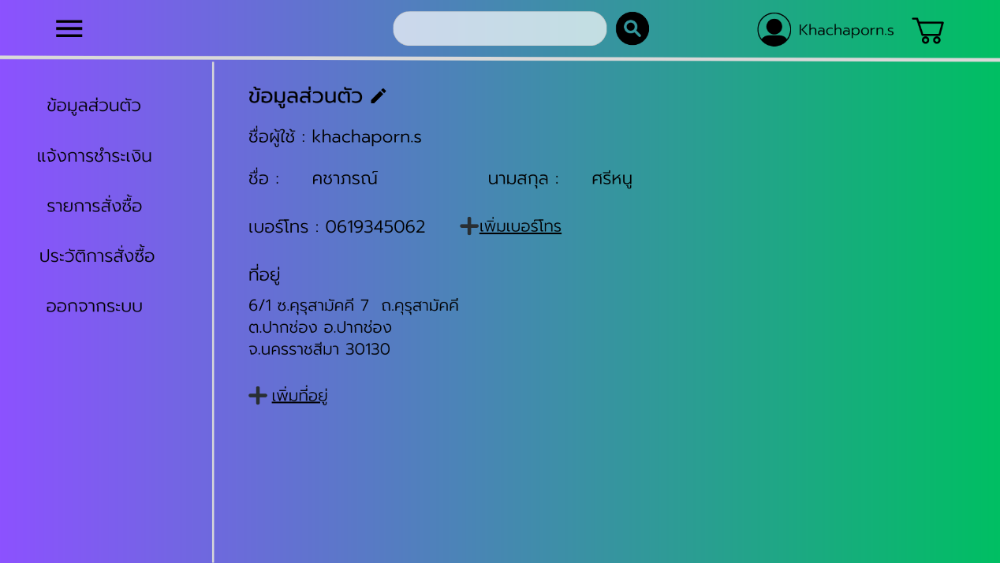 Khachaporn.s
ข้อมูลส่วนตัว
แจ้งการชำระเงิน
รายการสั่งซื้อ
ประวัติการสั่งซื้อ
ออกจากระบบ
ข้อมูลส่วนตัว
ชื่อผู้ใช้ : khachaporn.s
ชื่อ : คชาภรณ์ นามสกุล : ศรีหนู
เบอร์โทร : 0619345062 เพิ่มเบอร์โทร
ที่อยู่
6/1 ซ.คุรุสามัคคี 7 ถ.คุรุสามัคคี
ต.ปากช่อง อ.ปากช่อง
จ.นครราชสีมา 30130
เพิ่มที่อยู่